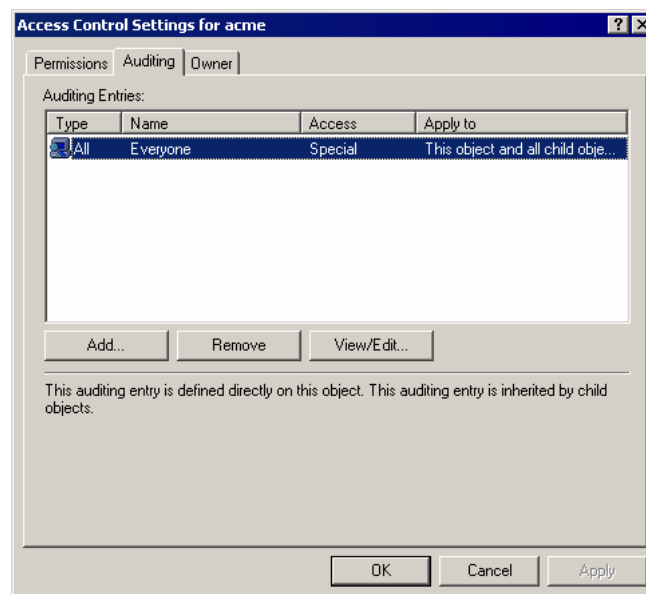 Access Control Settings for acme
Permissions Auditing Owner
Auditing Entries:
Type Name Access Apply to
All Everyone Special This object and all child obje...
Add... Remove View/Edit...
This auditing entry is defined directly on this object. This auditing entry is inherited by child
objects.
OK Cancel Apply